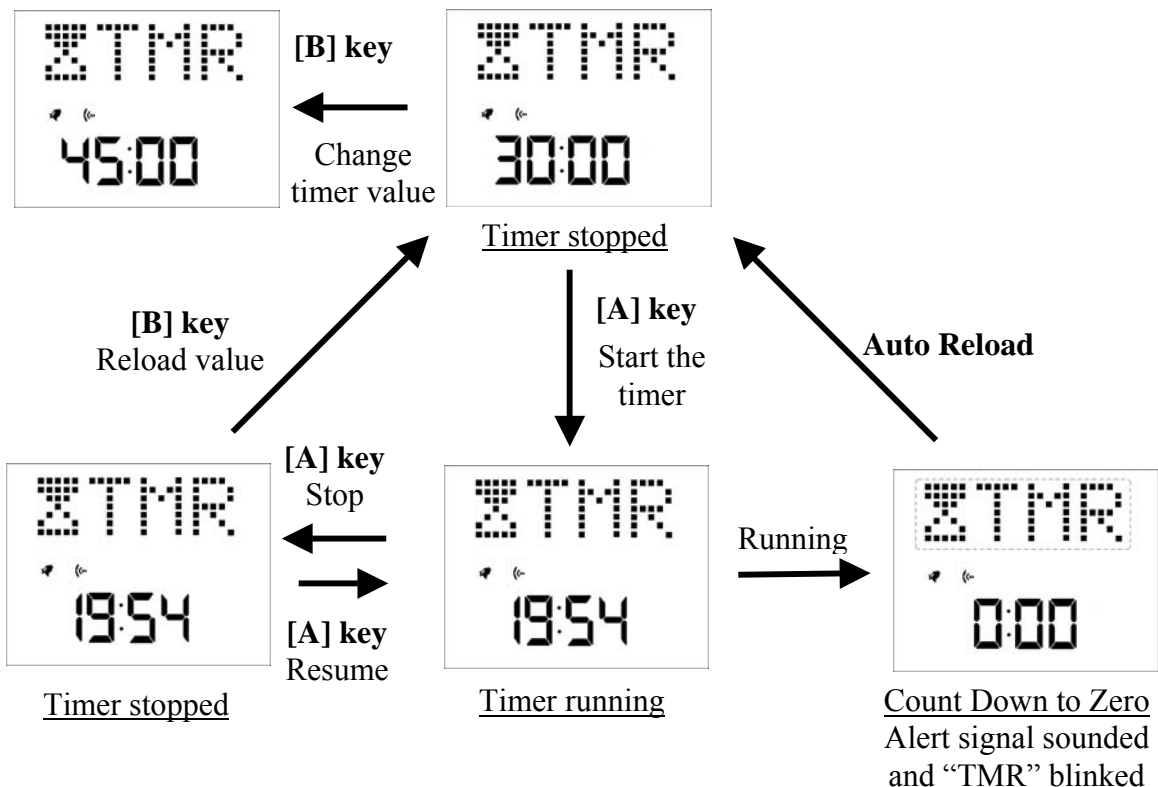 TMR
45:00
[B] key
Change
timer value
TMR
30:00
Timer stopped
[B] key
Reload value
[A] key
Start the
timer
Auto Reload
TMR
19:54
Timer stopped
[A] key
Stop
[A] key
Resume
TMR
19:54
Timer running
Running
TMR
0:00
Count Down to Zero
Alert signal sounded
and “TMR” blinked